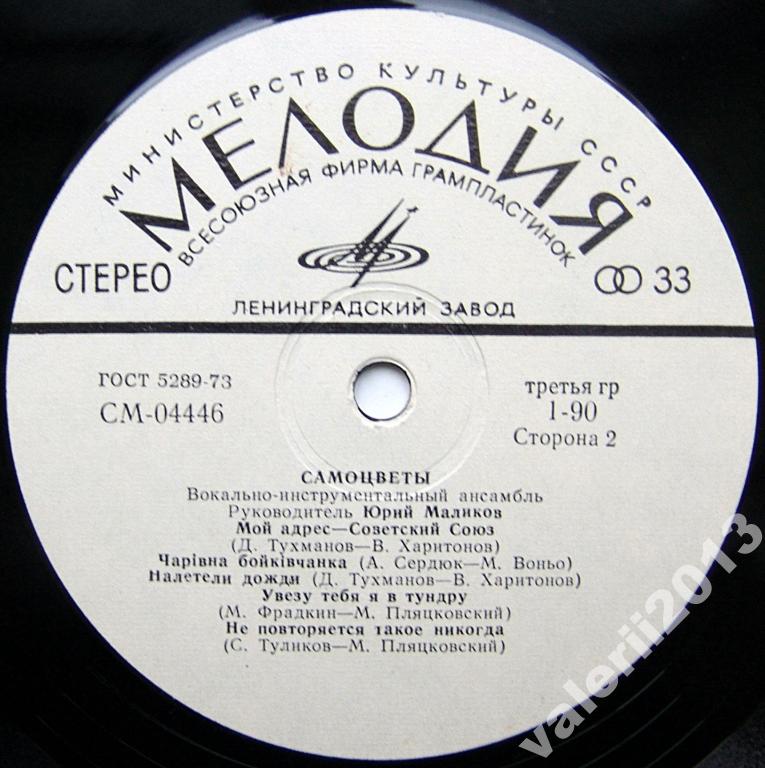 МИНИСТЕРСТВО КУЛЬТУРЫ СССР
МЕЛОДИЯ
ВСЕСОЮЗНАЯ ФИРМА ГРАМПЛАСТИНОК
СТЕРЕО
33
ЛЕНИНГРАДСКИЙ ЗАВОД
ГОСТ 5289-73
СМ-04446
третья гр
1-90
Сторона 2
САМОЦВЕТЫ
Вокально-инструментальный ансамбль
Руководитель Юрий Маликов
Мой адрес—Советский Союз
(Д. Тухманов—В. Харитонов)
Чарівна бойківчанка (А. Сердюк—М. Воньо)
Налетели дожди (Д. Тухманов—В. Харитонов)
Увезу тебя я в тундру
(М. Фрадкин—М. Пляцковский)
Не повторяется такое никогда
(С. Туликов—М. Пляцковский)
valerii2013